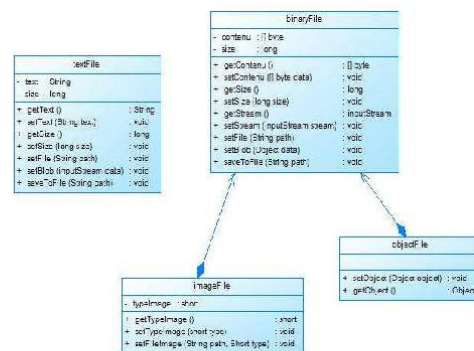 textFile
- text : String
size : long
+ getText () : String
+ setText (String text) : void
+ getSize () : long
+ setSize (long size) : void
+ setFile (String path) : void
+ setBlob (inputStream data) : void
+ saveToFile (String path) : void
binaryFile
- contenu : [] byte
- size : long
+ getContenu () : [] byte
+ setContenu ([] byte data) : void
+ getSize () : long
+ setSize (long size) : void
+ getStream () : inputStream
+ setStream (inputStream stream) : void
+ setFile (String path) : void
+ setBlob (Object data) : void
+ saveToFile (String path) : void
objectFile
+ setObject (Object object) : void
+ getObject () : Object
imageFile
- typeImage : short
+ getTypeImage () : short
+ setTypeImage (short type) : void
+ setFileImage (String path, Short type) : void